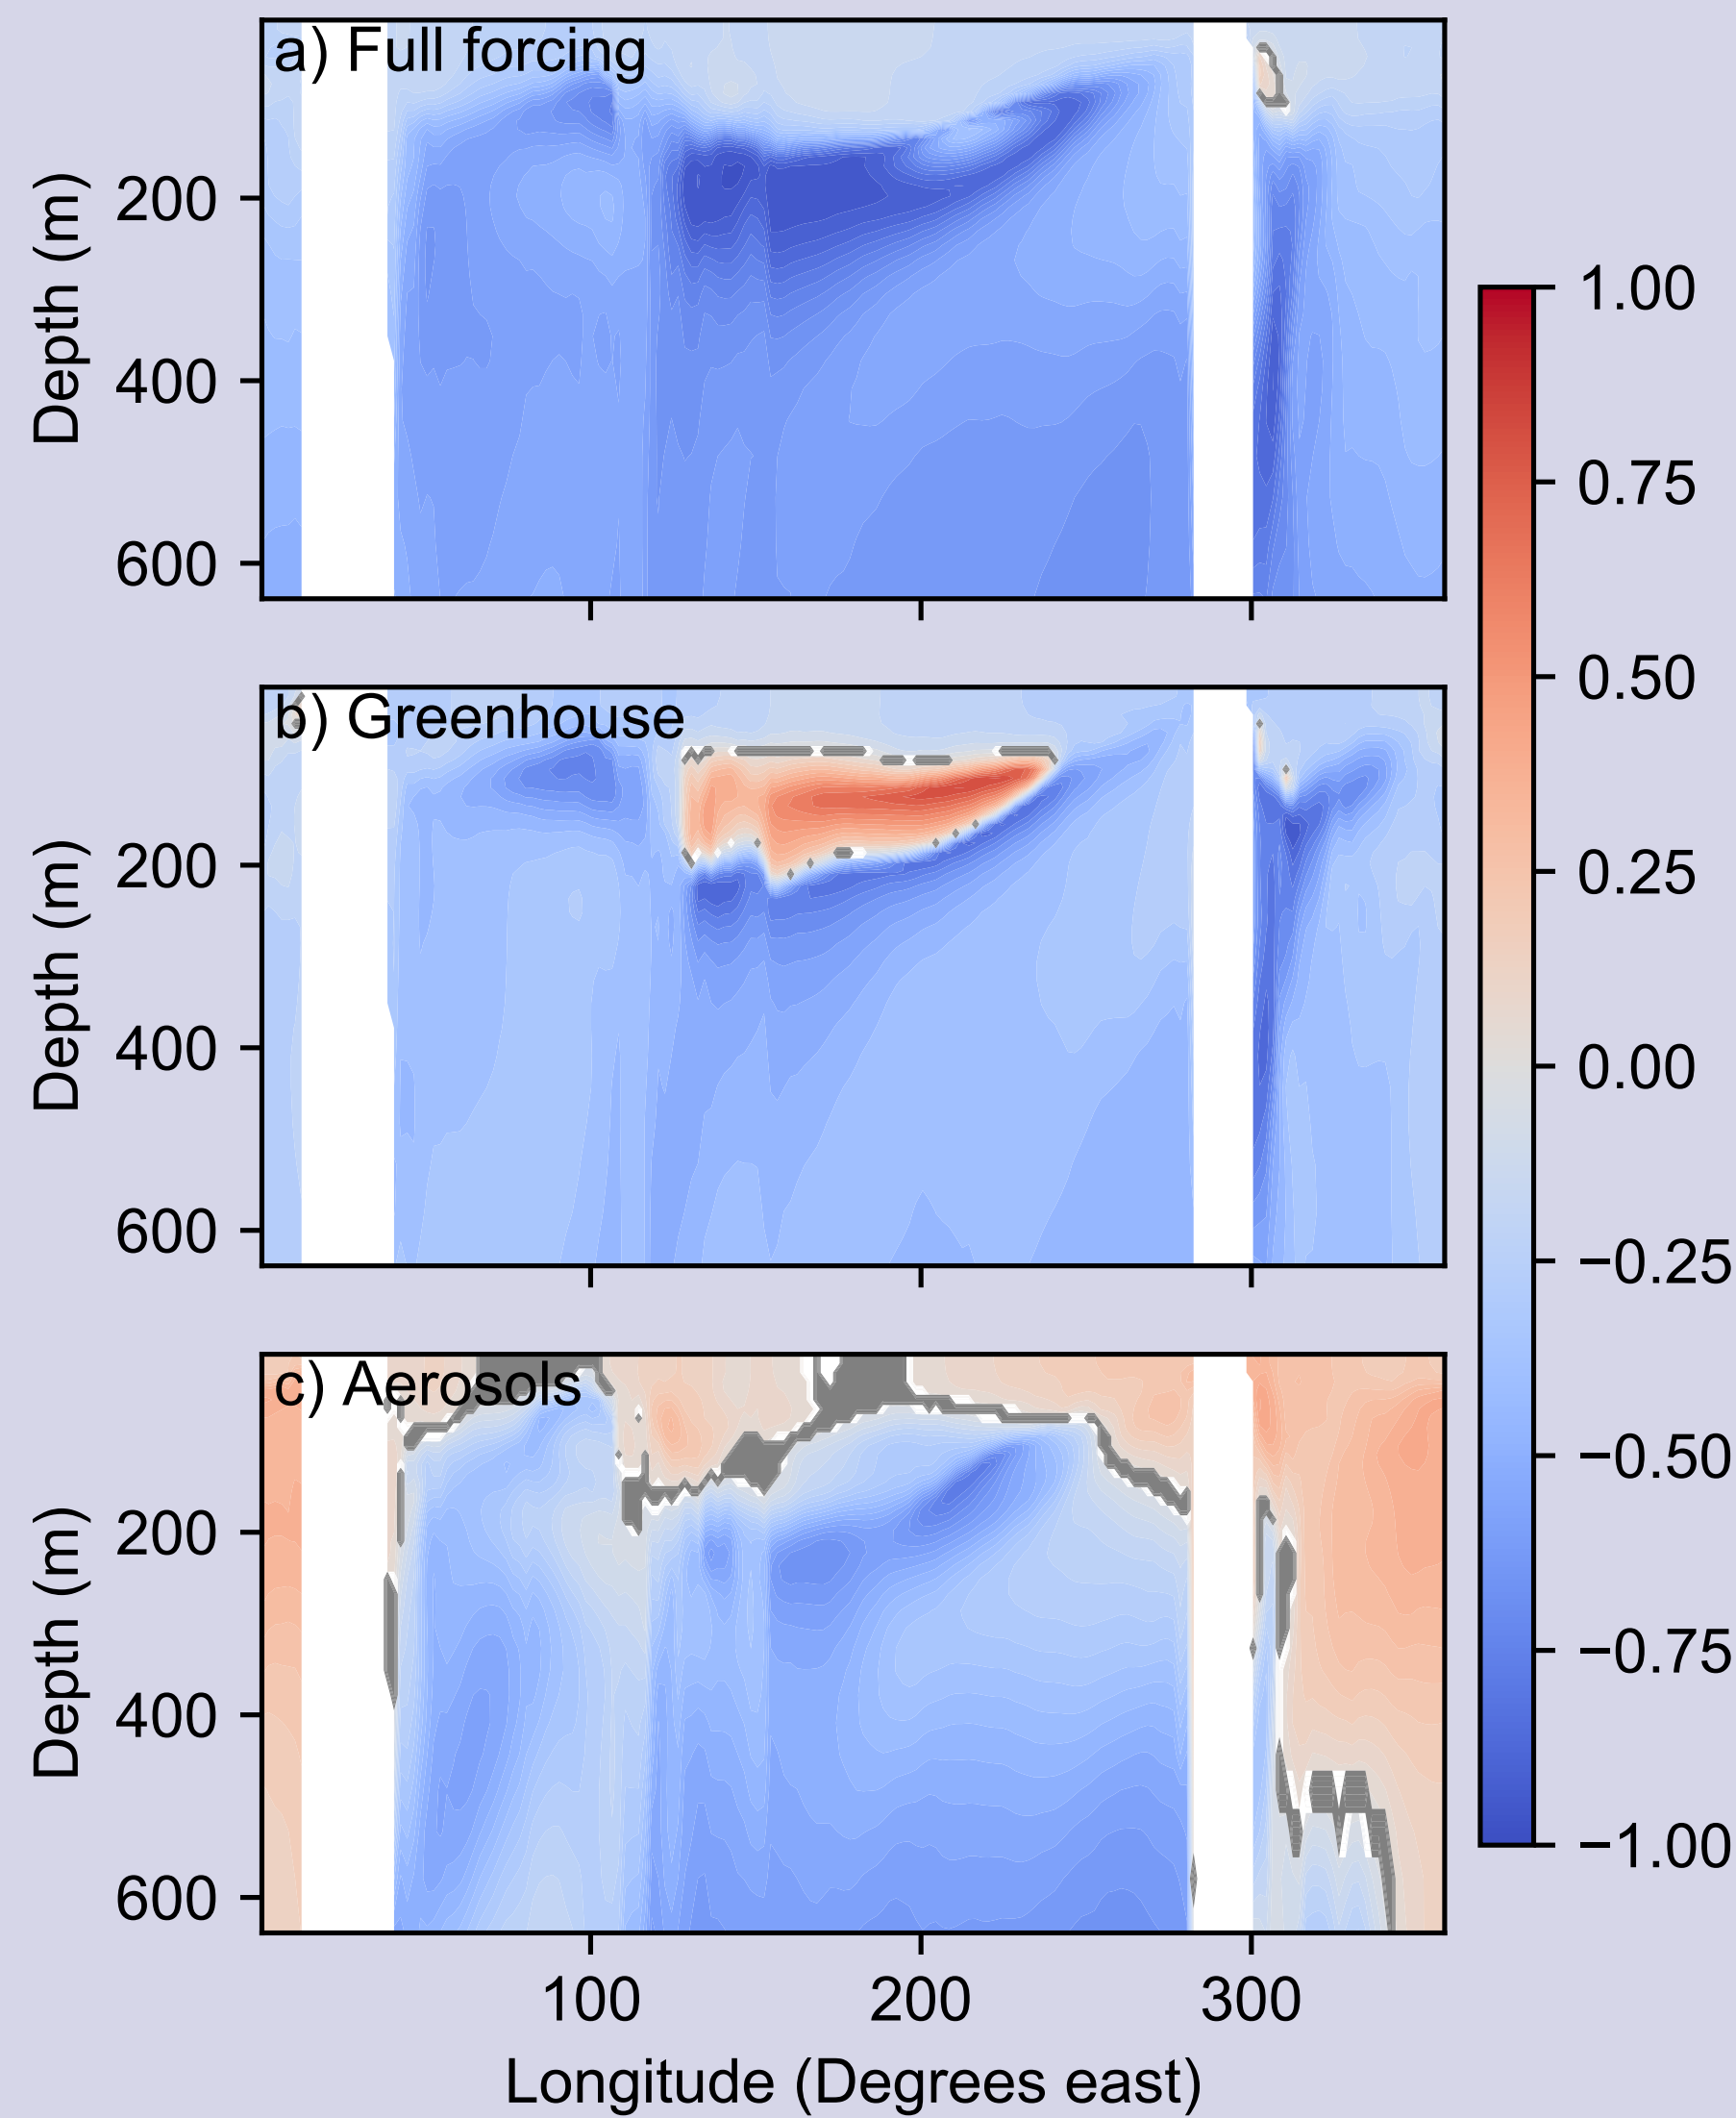 a) Full forcing
Depth (m)
200
400
600
b) Greenhouse
Depth (m)
200
400
600
c) Aerosols
Depth (m)
200
400
600
100 200 300
Longitude (Degrees east)
1.00
0.75
0.50
0.25
0.00
−0.25
−0.50
−0.75
−1.00